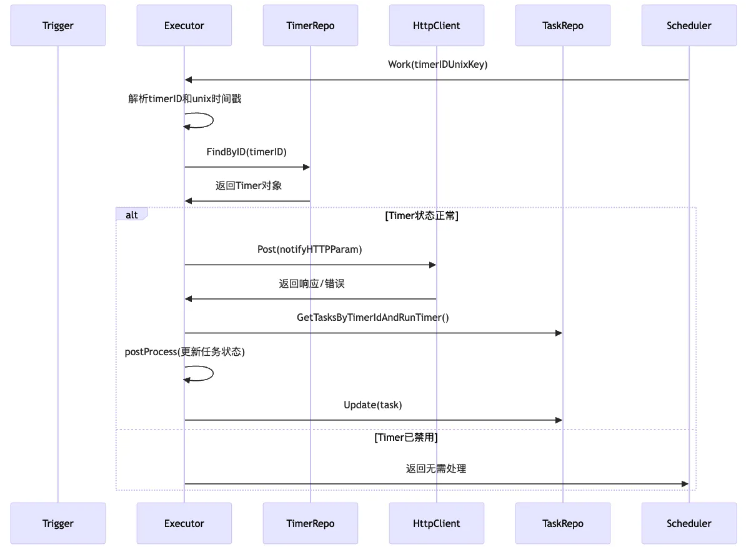 Trigger
Executor
TimerRepo
HttpClient
TaskRepo
Scheduler
Work(timerIDUnixKey)
解析timerID和unix时间戳
FindByID(timerID)
返回Timer对象
alt
[Timer状态正常]
Post(notifyHTTPParam)
返回响应/错误
GetTasksByTimerIdAndRunTimer()
postProcess(更新任务状态)
Update(task)
[Timer已禁用]
返回无需处理
Trigger
Executor
TimerRepo
HttpClient
TaskRepo
Scheduler